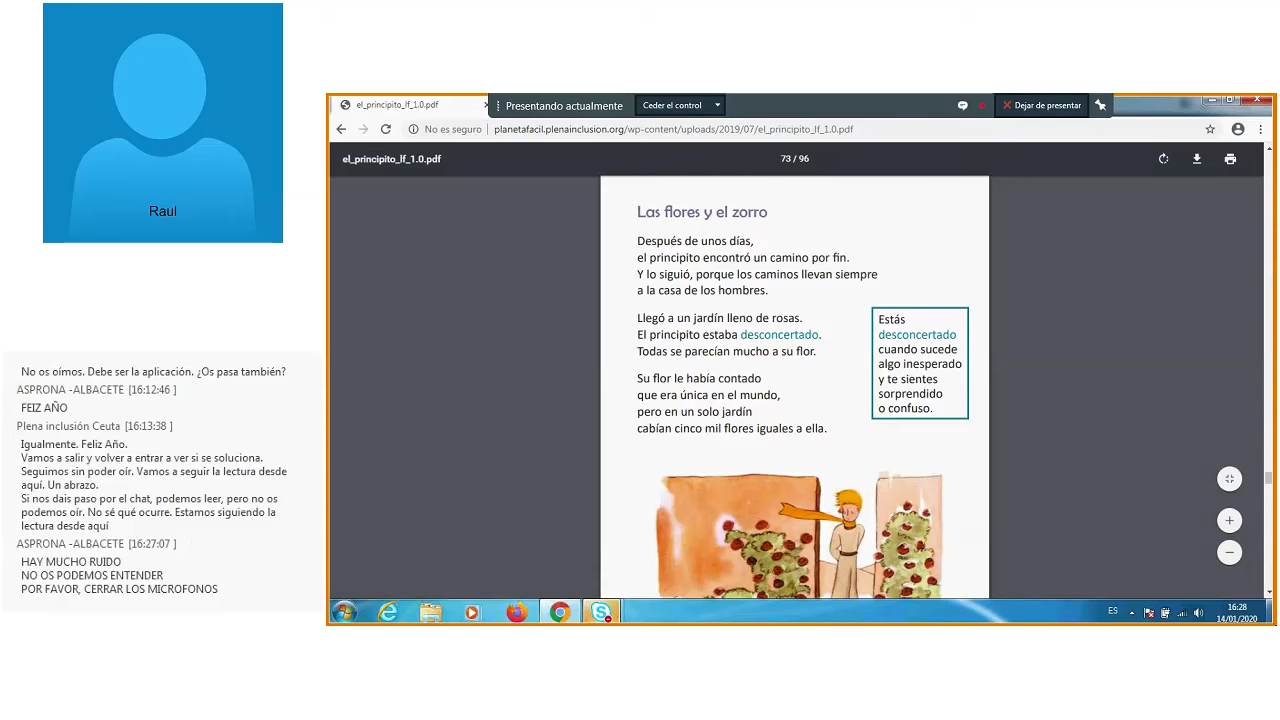 Raul
No os oímos. Debe ser la aplicación. ¿Os pasa también?
ASPRONA -ALBACETE [16:12:46 ]
FEIZ AÑO
Plena inclusión Ceuta [16:13:38 ]
Igualmente. Feliz Año.
Vamos a salir y volver a entrar a ver si se soluciona.
Seguimos sin poder oír. Vamos a seguir la lectura desde
aquí. Un abrazo.
Si nos dais paso por el chat, podemos leer, pero no os
podemos oír. No sé qué ocurre. Estamos siguiendo la
lectura desde aquí
ASPRONA -ALBACETE [16:27:07 ]
HAY MUCHO RUIDO
NO OS PODEMOS ENTENDER
POR FAVOR, CERRAR LOS MICROFONOS
el_principito_lf_1.0.pdf
Presentando actualmente
Ceder el control
Dejar de presentar
No es seguro
planetafacil.plenainclusion.org/wp-content/uploads/2019/07/el_principito_lf_1.0.pdf
el_principito_lf_1.0.pdf
73 / 96
Las flores y el zorro
Después de unos días,
el principito encontró un camino por fin.
Y lo siguió, porque los caminos llevan siempre
a la casa de los hombres.
Llegó a un jardín lleno de rosas.
El principito estaba desconcertado.
Todas se parecían mucho a su flor.
Su flor le había contado
que era única en el mundo,
pero en un solo jardín
cabían cinco mil flores iguales a ella.
Estás
desconcertado
cuando sucede
algo inesperado
y te sientes
sorprendido
o confuso.
ES
16:28
14/01/2020